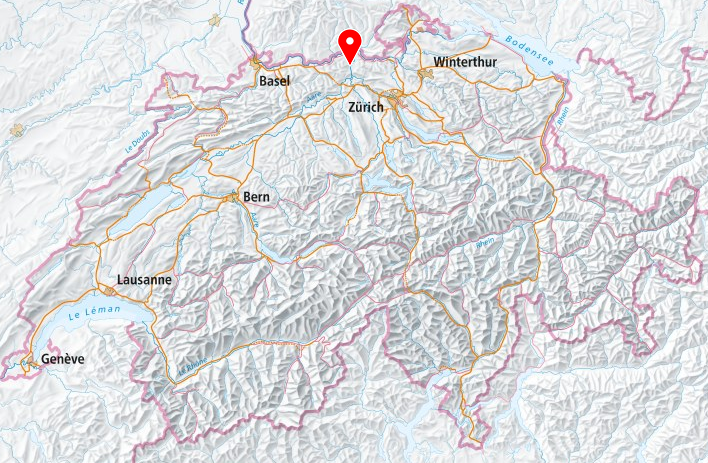 Bodensee
Winterthur
Basel
Aare
Zürich
Rhein
Le Doubs
Bern
Aare
Rhein
Lausanne
Le Léman
Genève
Le Rhône